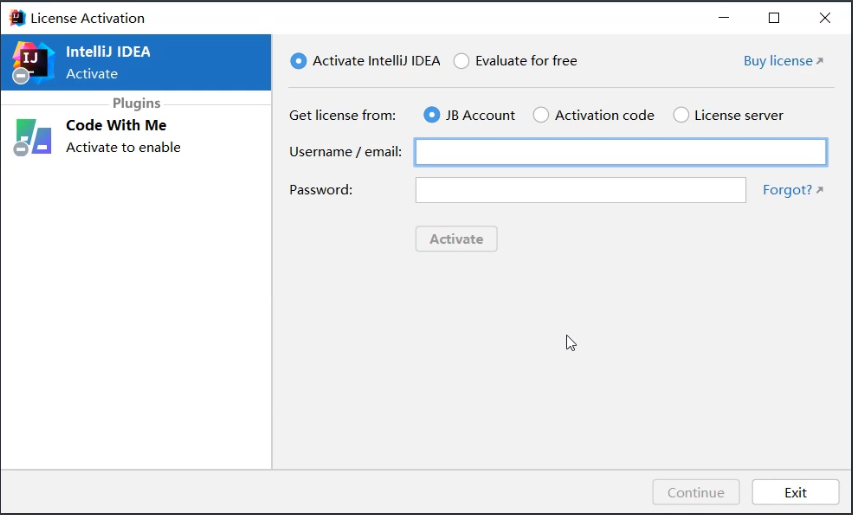 License Activation
IntelliJ IDEA
Activate
Plugins
Code With Me
Activate to enable
Activate IntelliJ IDEA Evaluate for free Buy license
Get license from: JB Account Activation code License server
Username / email:
Password: Forgot?
Activate
Continue Exit
IJ